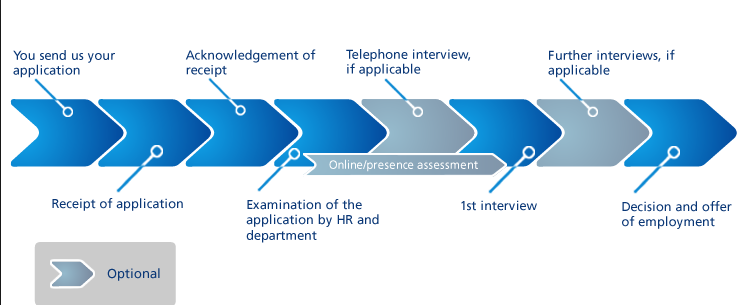 You send us your
application
Acknowledgement of
receipt
Telephone interview,
if applicable
Further interviews, if
applicable
Online/presence assessment
Receipt of application
Examination of the
application by HR and
department
1st interview
Decision and offer
of employment
Optional